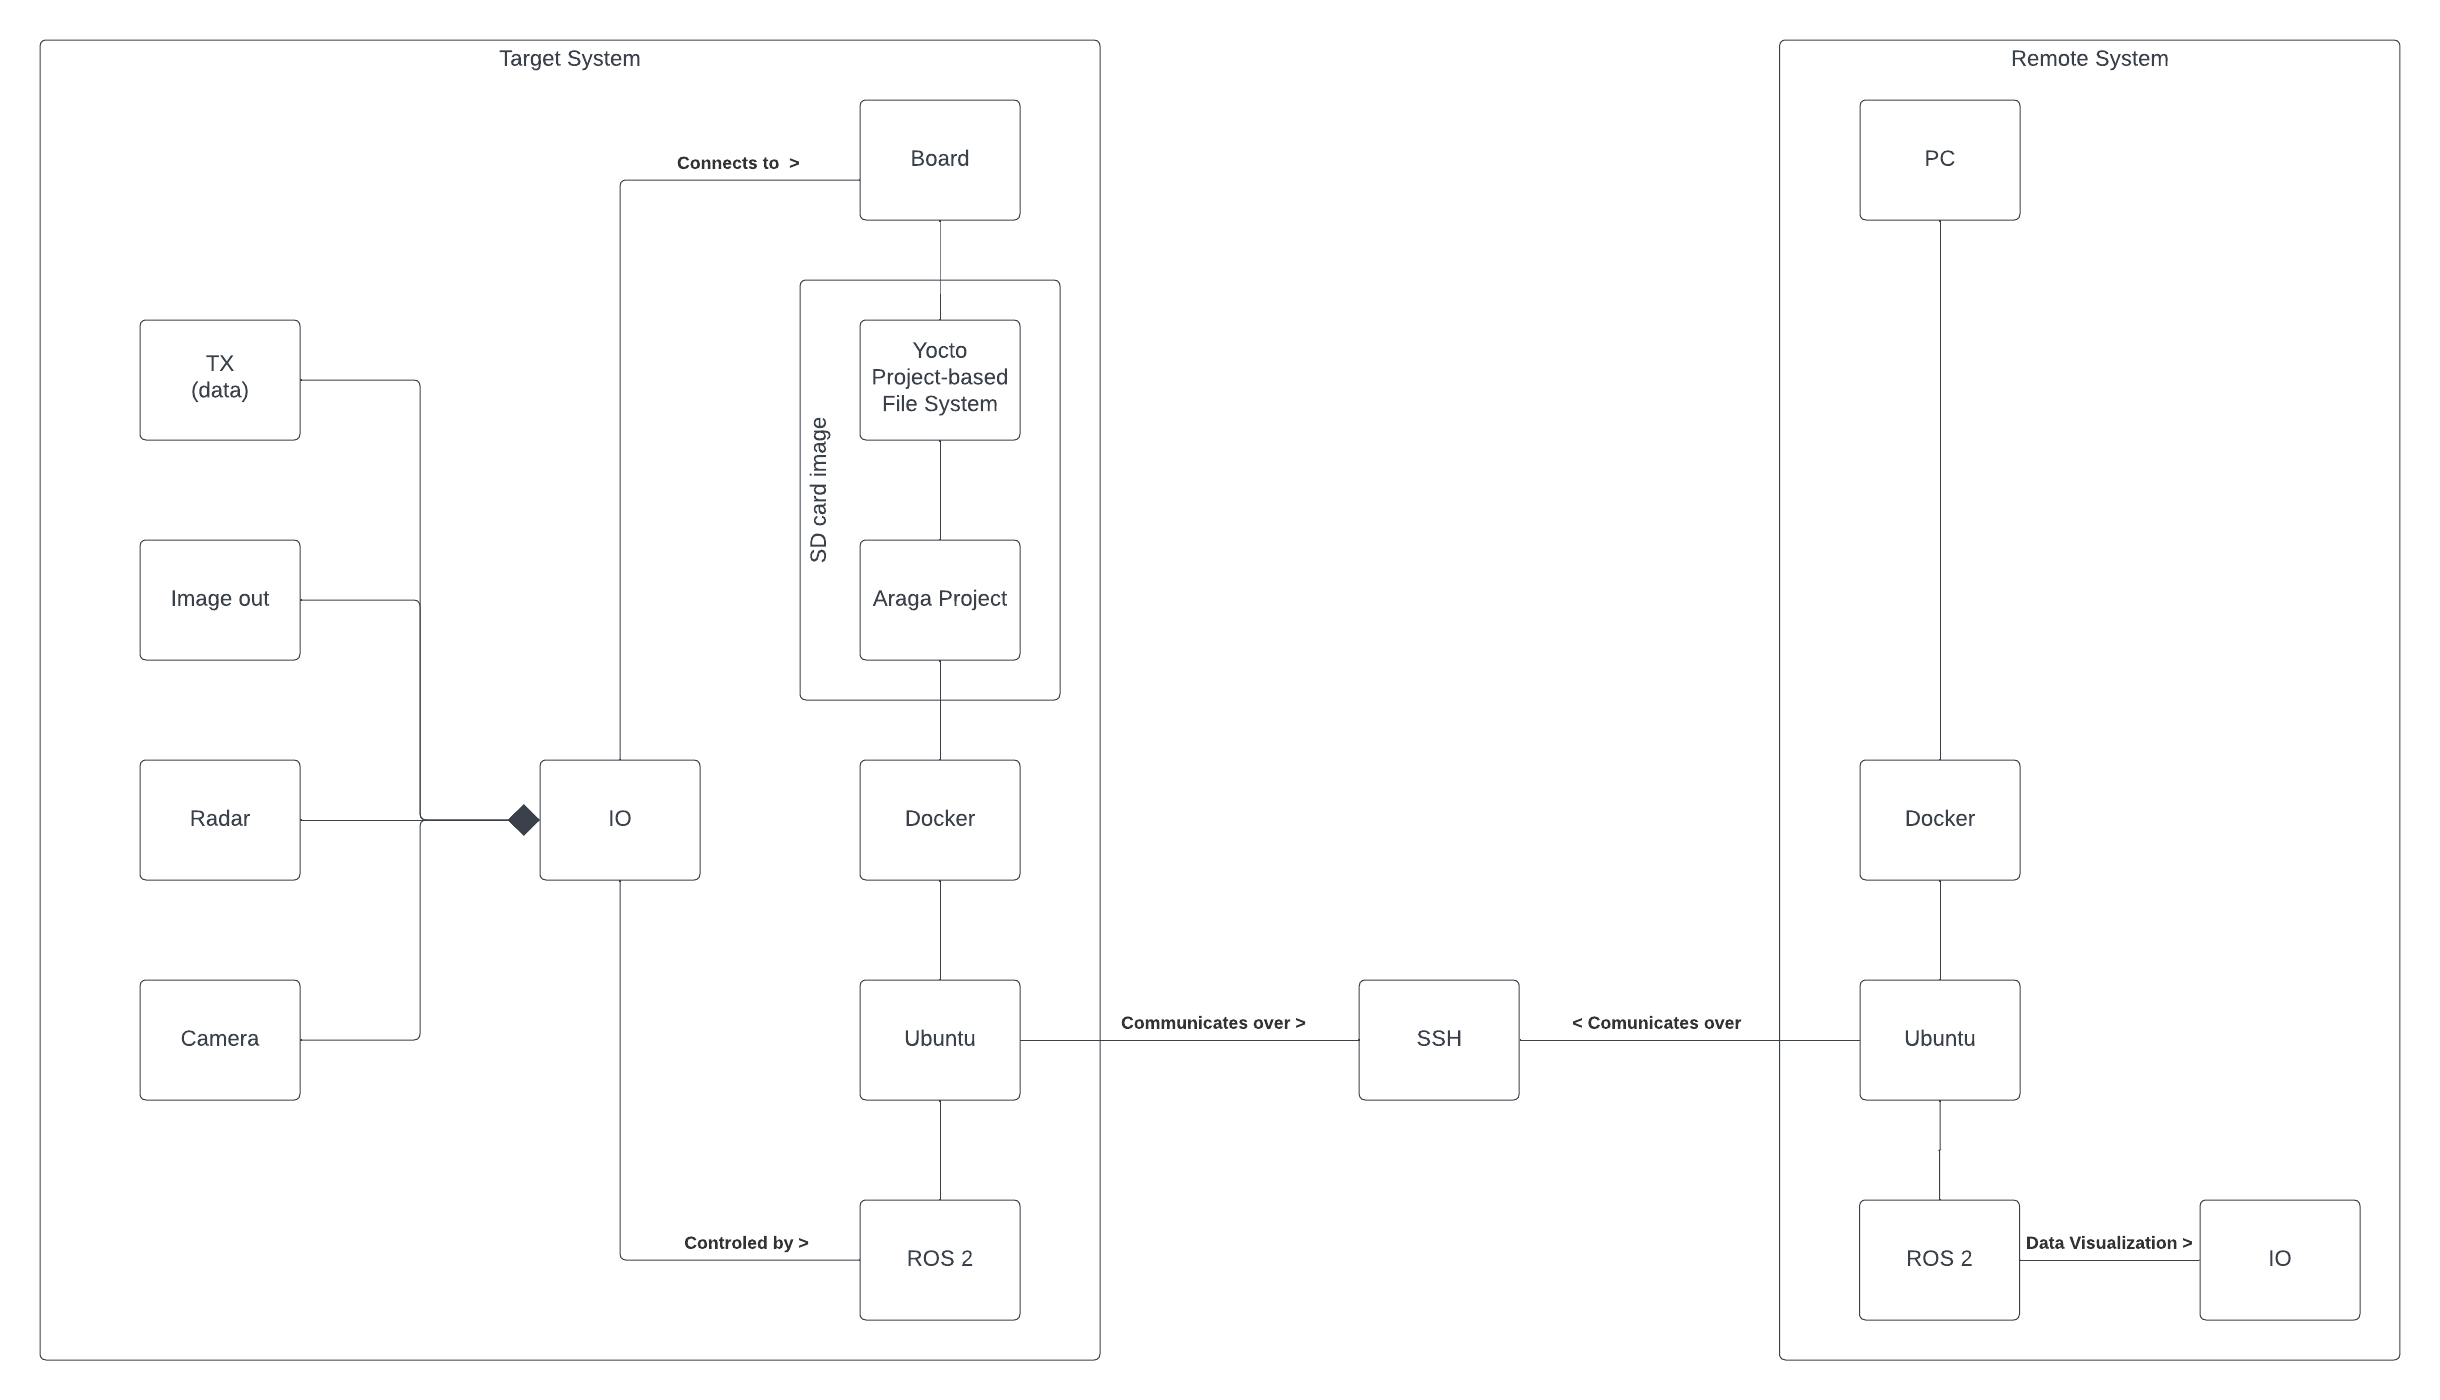 Target System
Remote System
Board
PC
Connects to  >
TX
(data)
Yocto
Project-based
File System
SD card image
Image out
Araga Project
Radar
IO
Docker
Docker
Camera
Ubuntu
Communicates over >
SSH
< Comunicates over
Ubuntu
Controled by >
ROS 2
ROS 2
Data Visualization >
IO